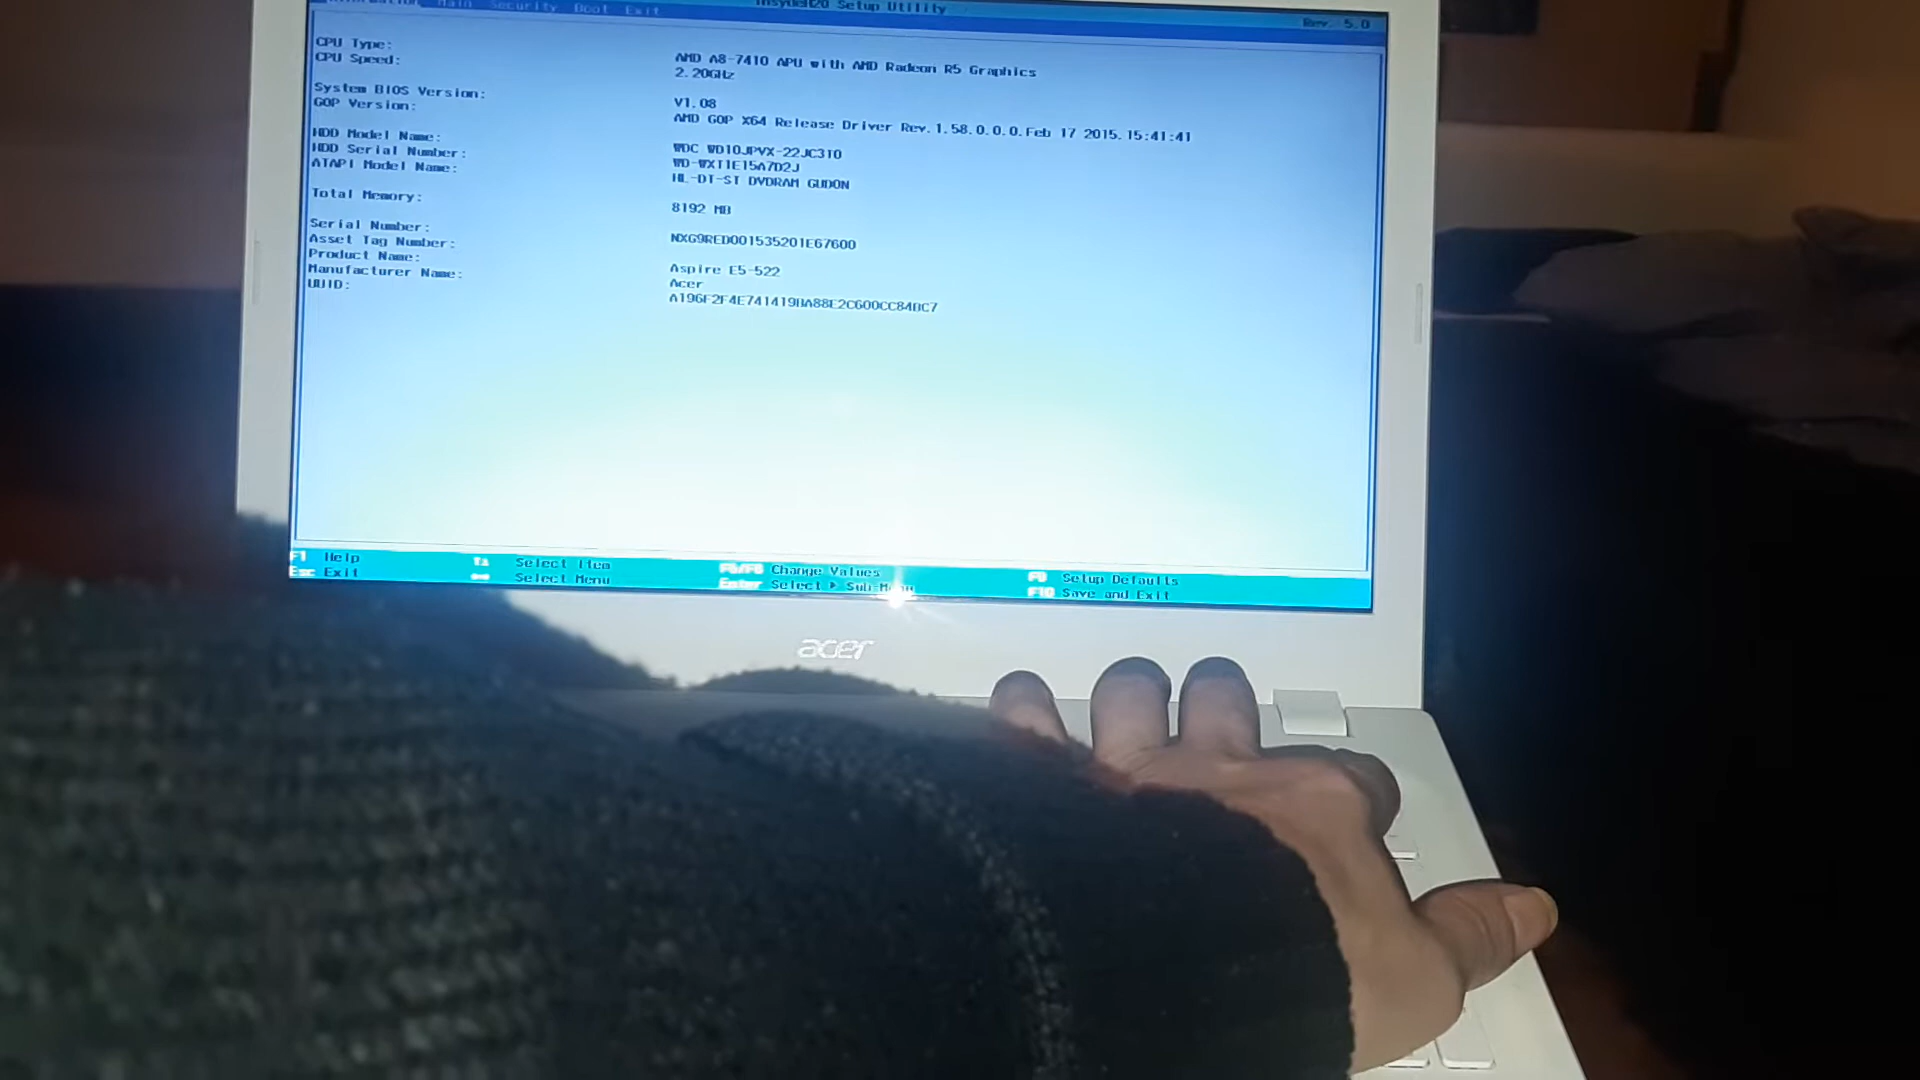 Information Main Security Boot Exit
InsydeH20 Setup Utility
Rev. 5.0
CPU Type: AMD A8-7410 APU with AMD Radeon R5 Graphics
CPU Speed: 2.20GHz
System BIOS Version: V1.08
GOP Version: AMD GOP X64 Release Driver Rev.1.58.0.0.0.Feb 17 2015.15:41:41
HDD Model Name: WDC WD10JPVX-22JC3T0
HDD Serial Number: WD-WXT1E15A7D2J
ATAPI Model Name: HL-DT-ST DVDRAM GUD0N
Total Memory: 8192 MB
Serial Number: NXG9RED001535201E67600
Asset Tag Number:
Product Name: Aspire E5-522
Manufacturer Name: Acer
UUID: A196F2F4E741419BA88E2C600CC84BC7
F1 Help Select Item F5/F6 Change Values F9 Setup Defaults
Esc Exit Select Menu Enter Select ▸ Sub-Menu F10 Save and Exit
acer